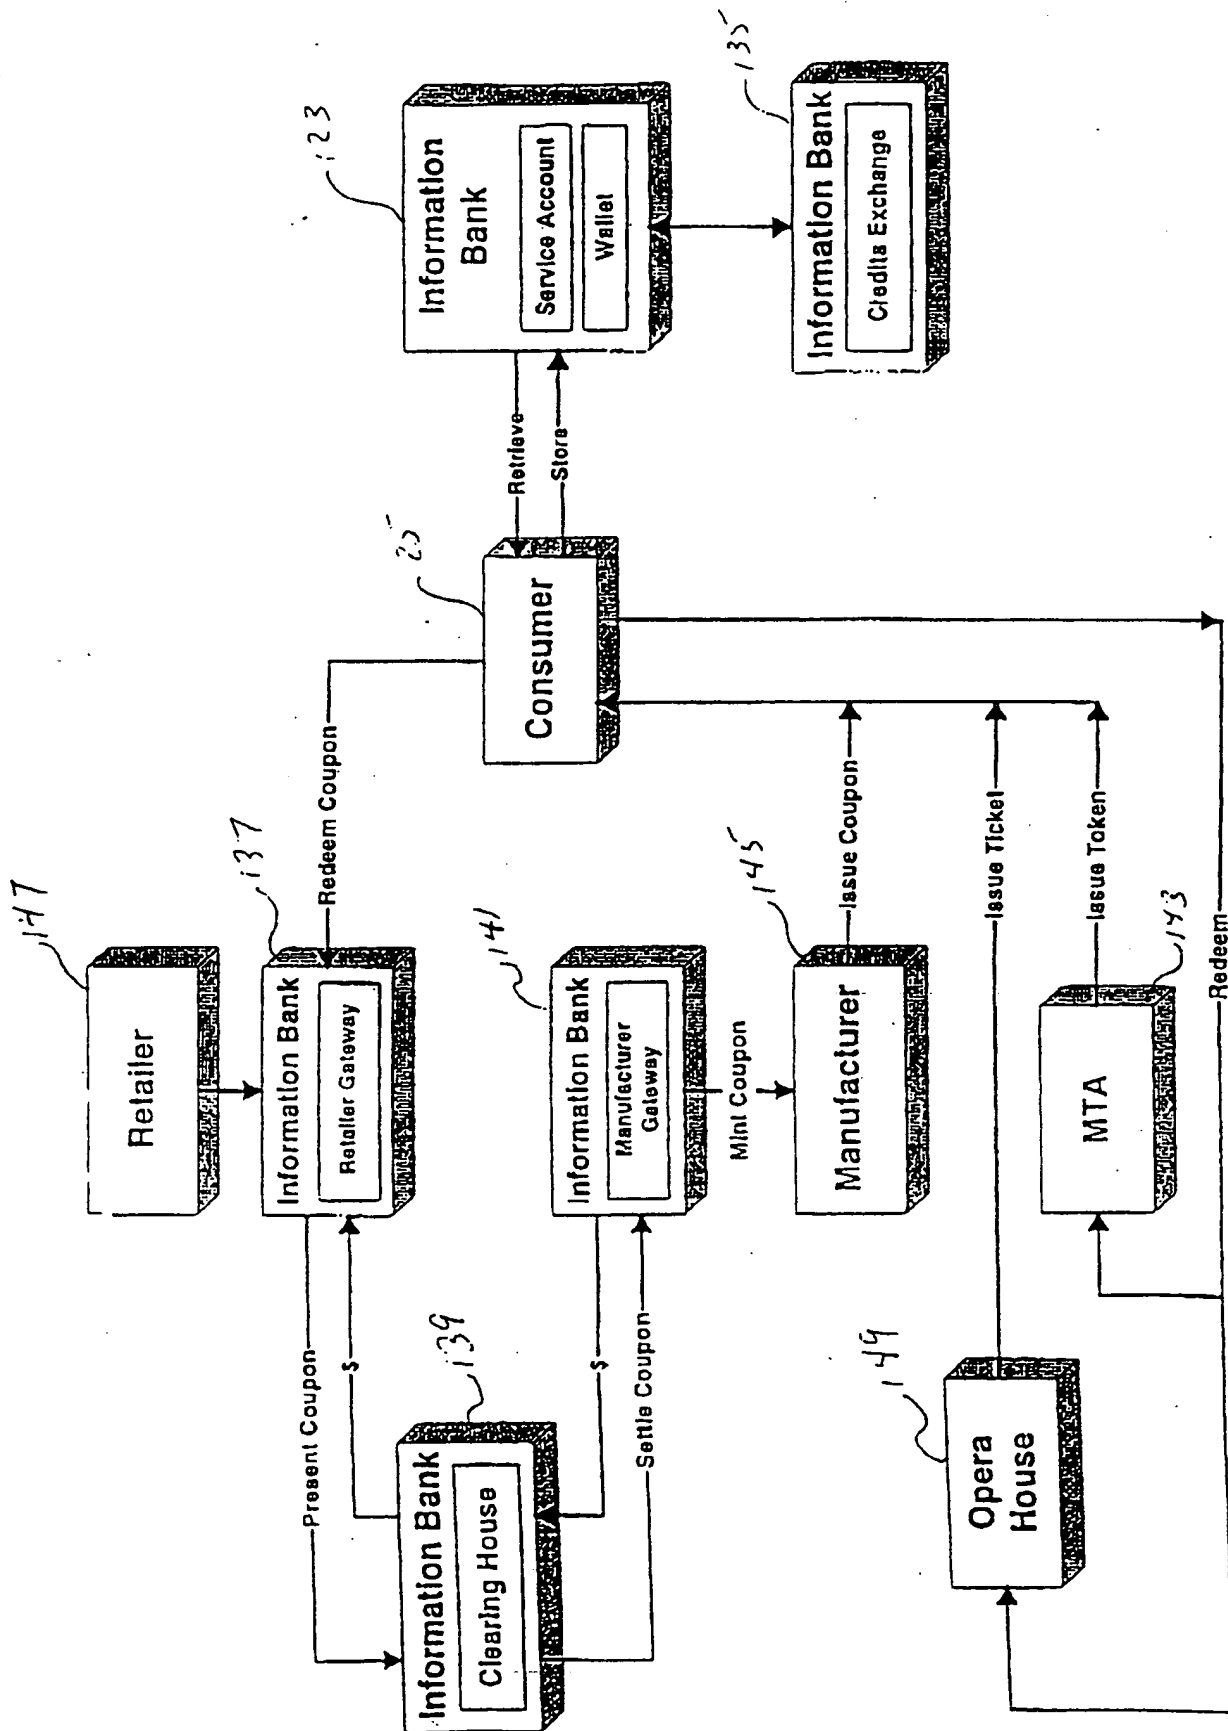 147
Retailer
137
Information Bank
Retailer Gateway
Present Coupon
Redeem Coupon
$
123
25
139
Information Bank
Clearing House
141
Information Bank
Manufacturer
Gateway
$
Settle Coupon
Mint Coupon
Consumer
Retrieve
Store
Information
Bank
Service Account
Wallet
135
Information Bank
Credits Exchange
145
Manufacturer
Issue Coupon
149
Opera
House
Issue Ticket
MTA
Issue Token
143
Redeem